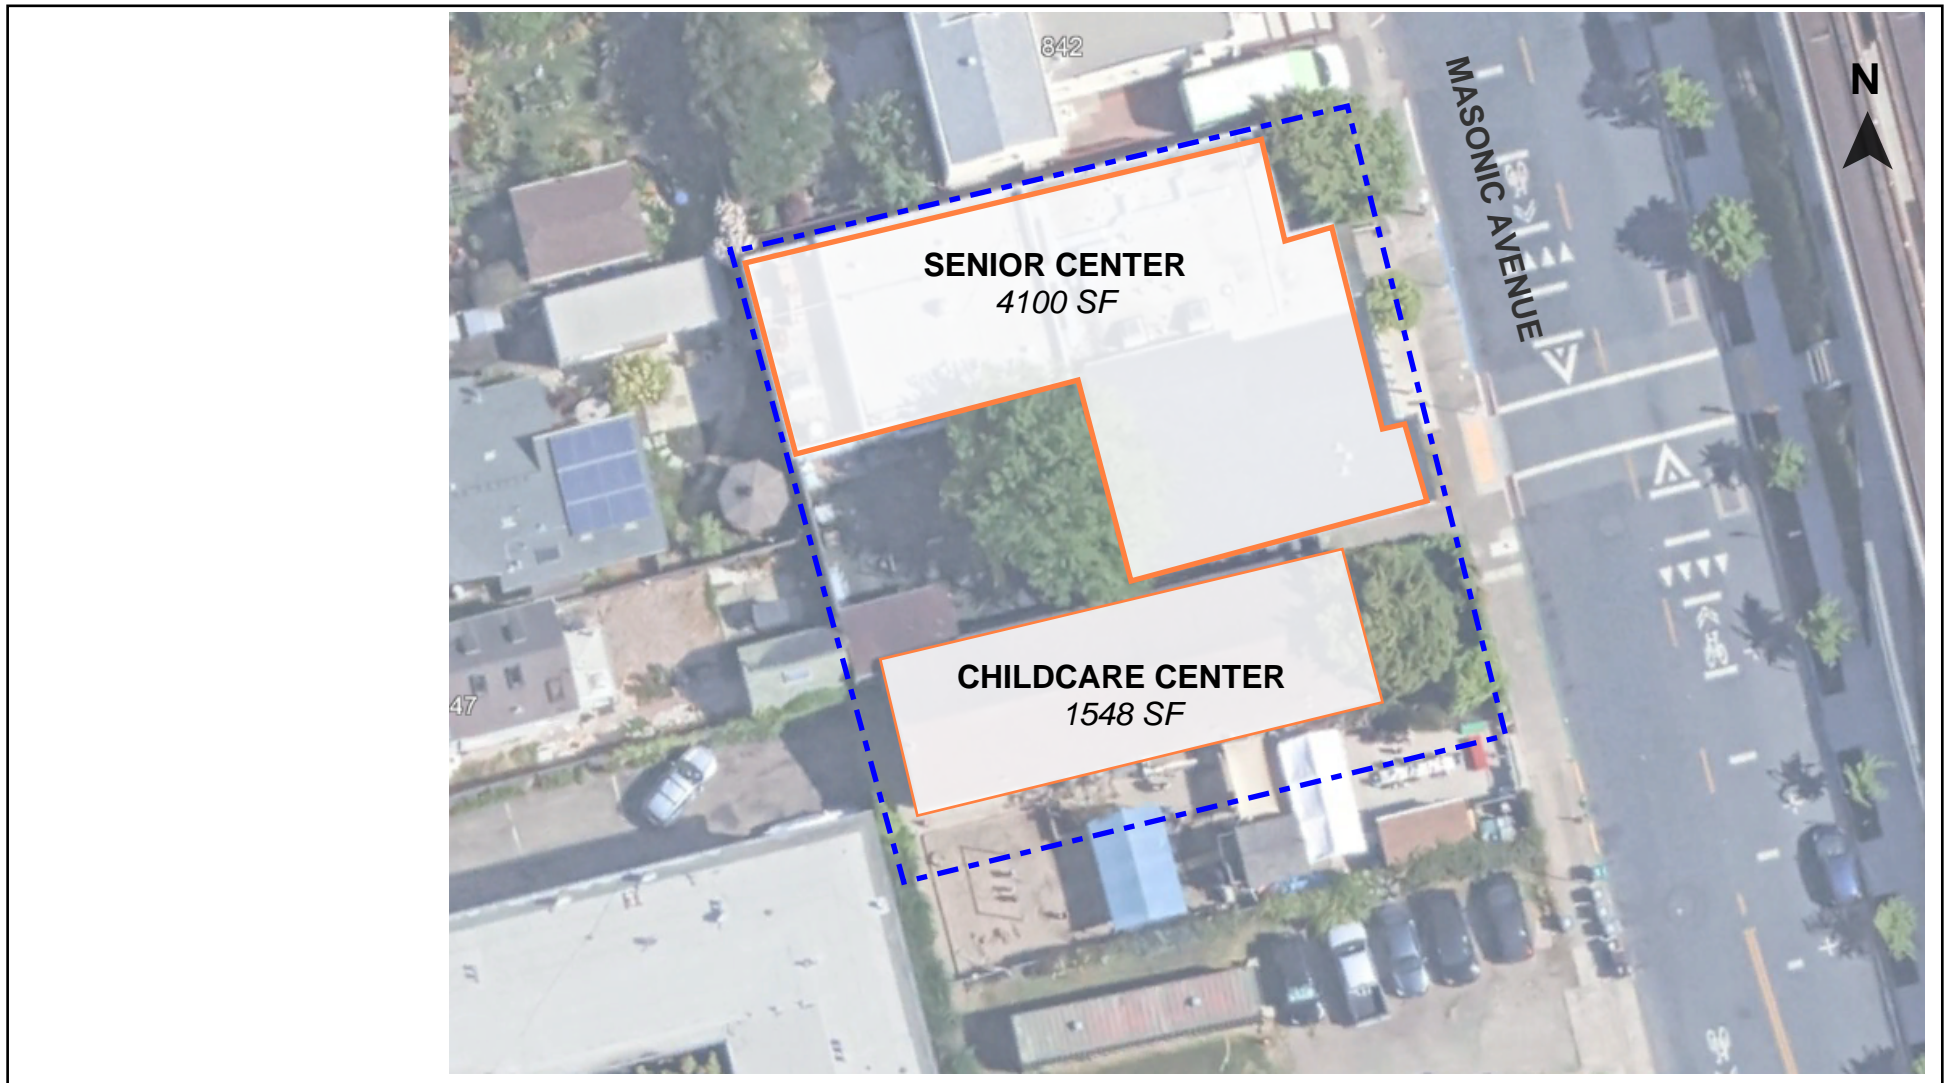 842
N
MASONIC AVENUE
SENIOR CENTER
4100 SF
CHILDCARE CENTER
1548 SF
47